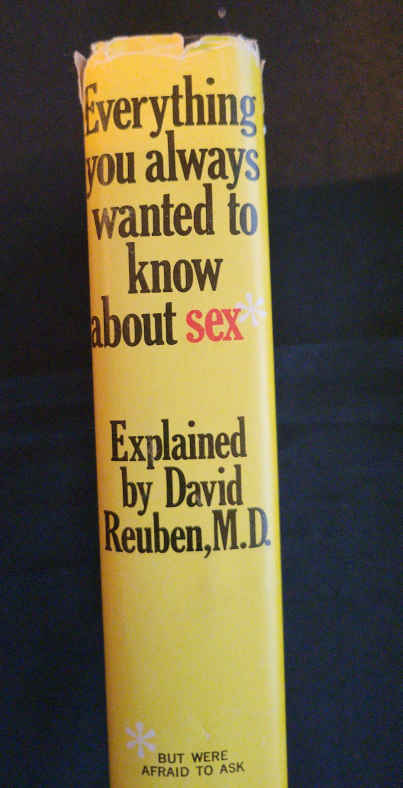 Everything
you always
wanted to
know
about sex*
Explained
by David
Reuben, M.D.
*BUT WERE
AFRAID TO ASK